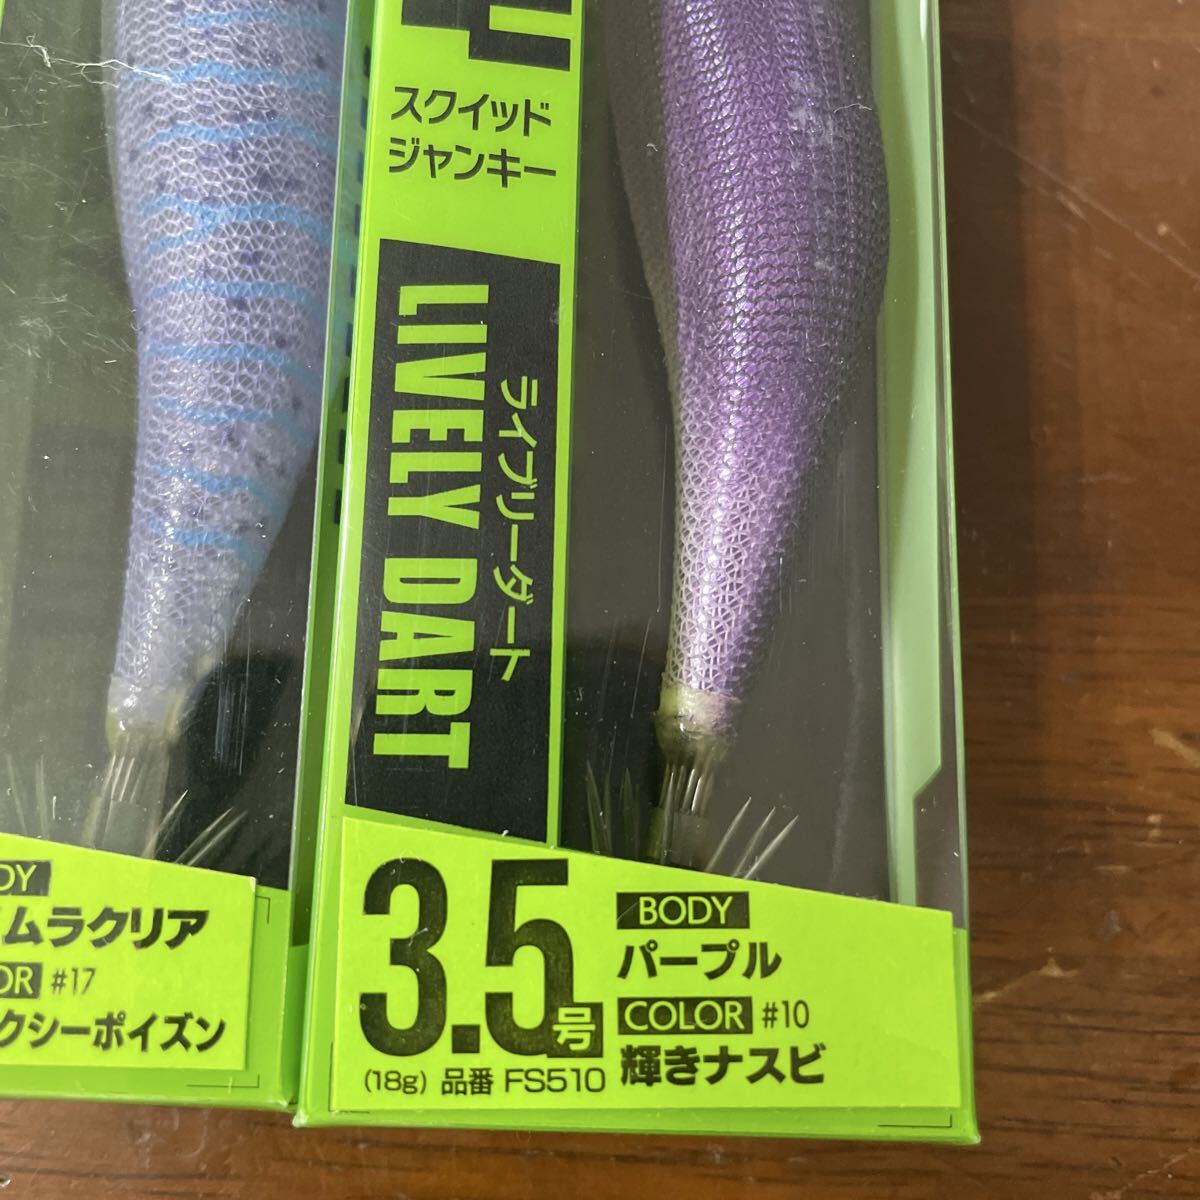 スクイッド
ジャンキー
LIVELY DART
ライブリーダート
3.5号
(18g) 品番 FS510
BODY
パープル
COLOR #10
輝きナスビ
DY
ムラクリア
OR #17
クシーポイズン